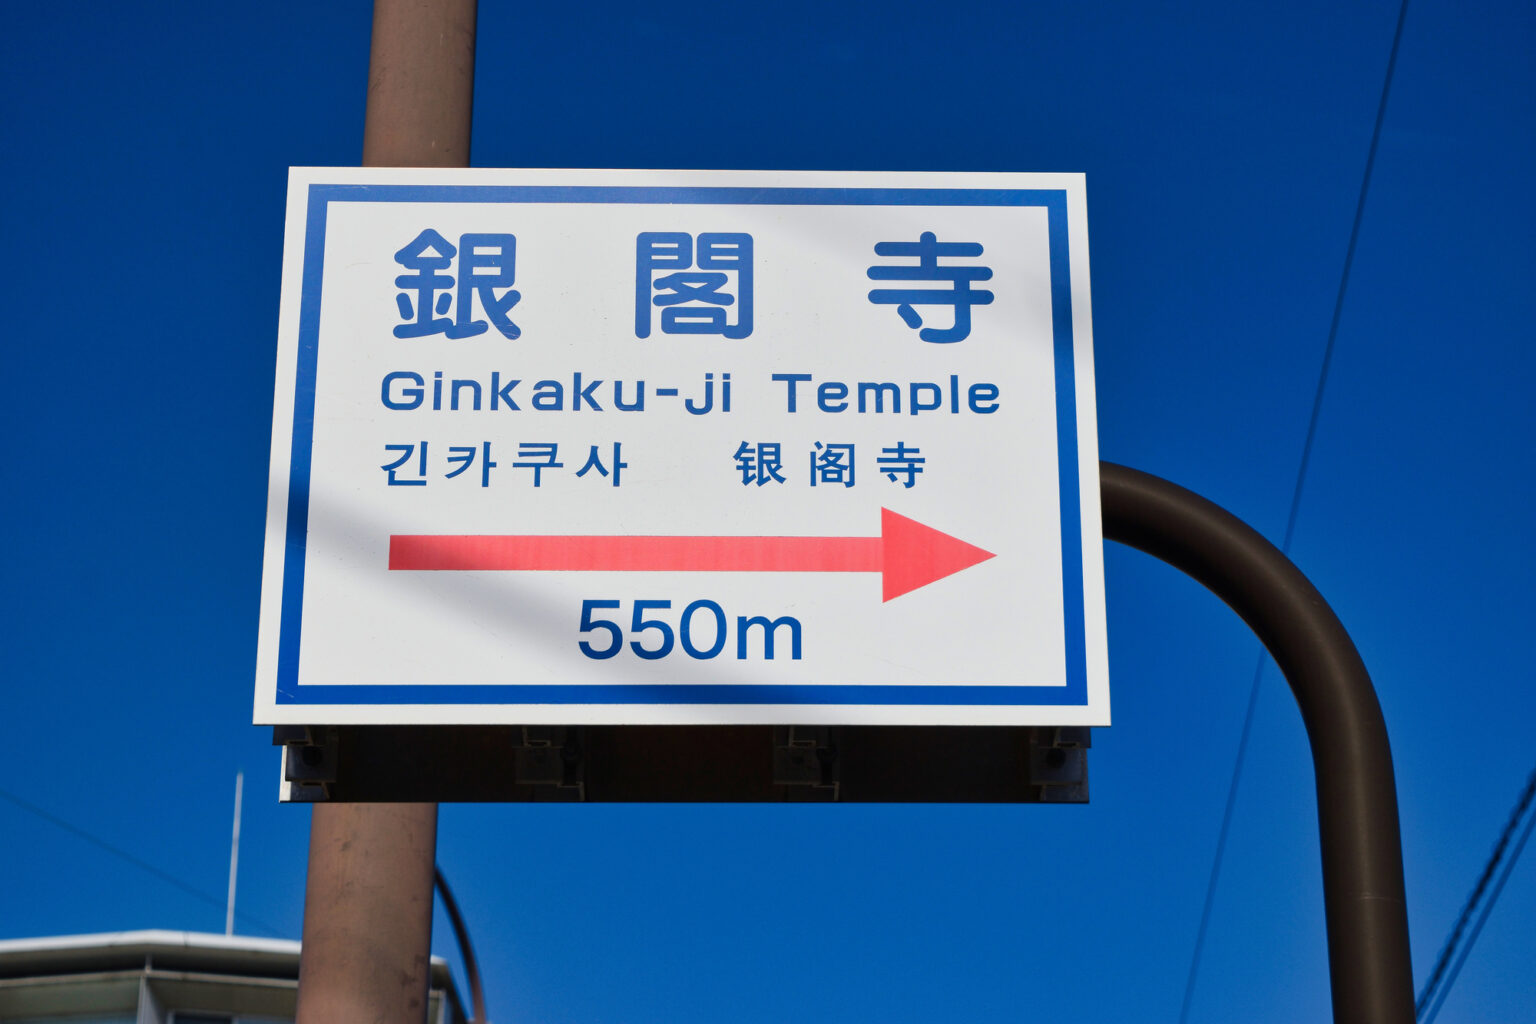 銀閣寺
Ginkaku-ji Temple
긴카쿠사 银阁寺
550m